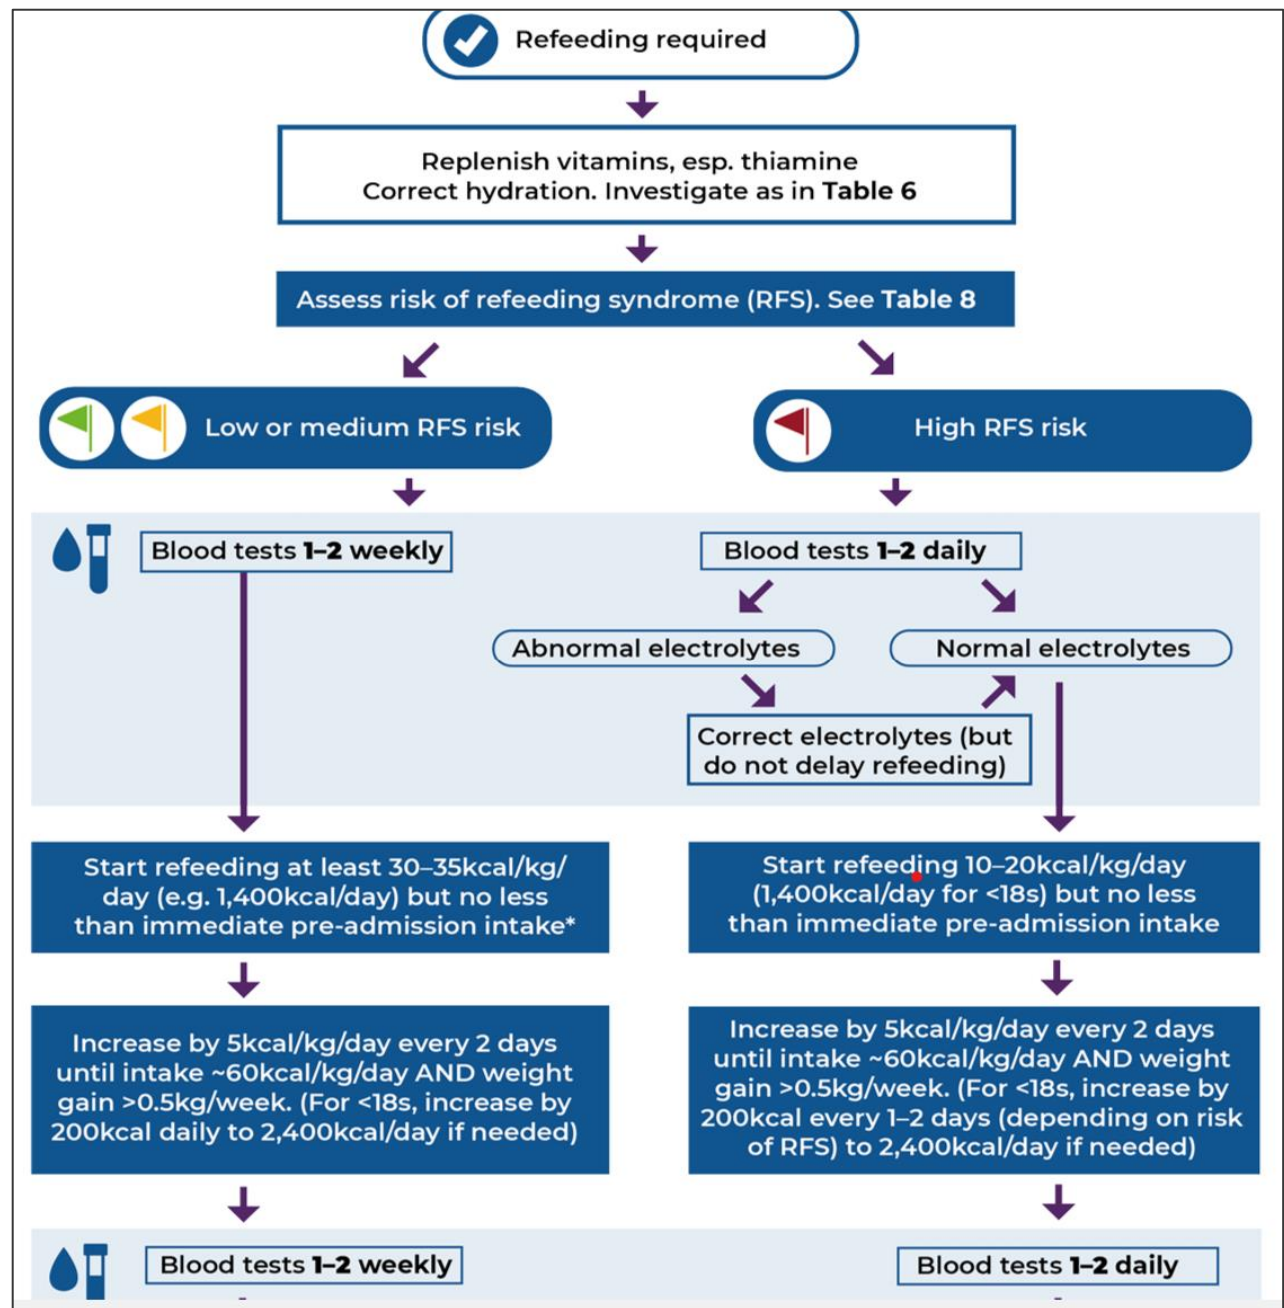 Refeeding required
Replenish vitamins, esp. thiamine
Correct hydration. Investigate as in Table 6
Assess risk of refeeding syndrome (RFS). See Table 8
Low or medium RFS risk
High RFS risk
Blood tests 1–2 weekly
Blood tests 1–2 daily
Abnormal electrolytes
Normal electrolytes
Correct electrolytes (but
do not delay refeeding)
Start refeeding at least 30–35kcal/kg/
day (e.g. 1,400kcal/day) but no less
than immediate pre-admission intake*
Start refeeding 10–20kcal/kg/day
(1,400kcal/day for <18s) but no less
than immediate pre-admission intake
Increase by 5kcal/kg/day every 2 days
until intake ~60kcal/kg/day AND weight
gain >0.5kg/week. (For <18s, increase by
200kcal daily to 2,400kcal/day if needed)
Increase by 5kcal/kg/day every 2 days
until intake ~60kcal/kg/day AND weight
gain >0.5kg/week. (For <18s, increase by
200kcal every 1–2 days (depending on risk
of RFS) to 2,400kcal/day if needed)
Blood tests 1–2 weekly
Blood tests 1–2 daily